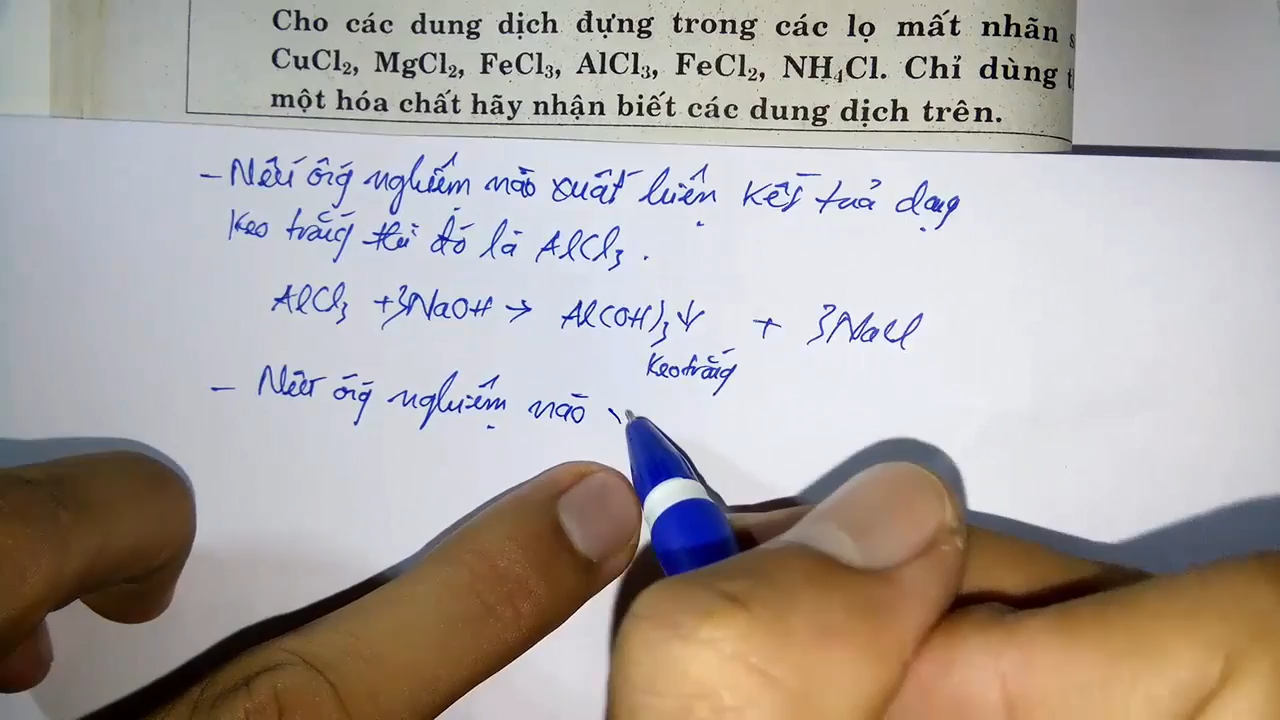 Cho các dung dịch đựng trong các lọ mất nhãn
CuCl₂, MgCl₂, FeCl₃, AlCl₃, FeCl₂, NH₄Cl. Chỉ dùng
một hóa chất hãy nhận biết các dung dịch trên.
- Nếu ống nghiệm nào xuất hiện kết tủa dạng
keo trắng thì đó là AlCl₃.
AlCl₃ + 3NaOH → Al(OH)₃↓ + 3NaCl
keo trắng
- Nếu ống nghiệm nào